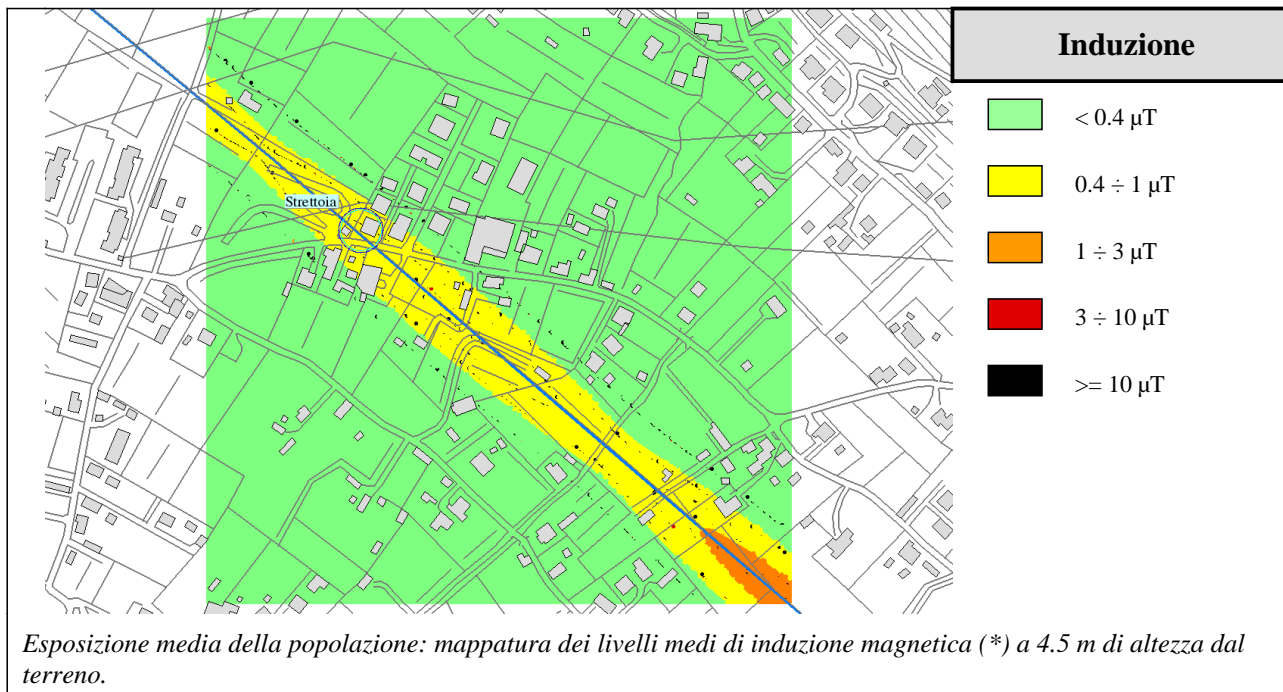 Induzione
< 0.4 µT
0.4 ÷ 1 µT
1 ÷ 3 µT
3 ÷ 10 µT
>= 10 µT
Strettoia
Esposizione media della popolazione: mappatura dei livelli medi di induzione magnetica (*) a 4.5 m di altezza dal
terreno.